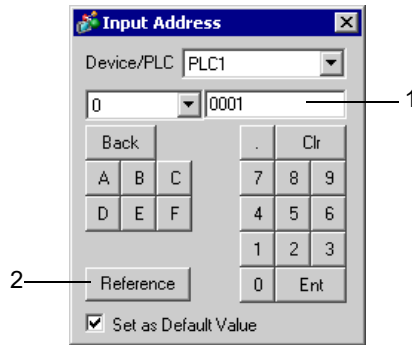 Input Address
Device/PLC PLC1
0 0001 1
Back . Clr
A B C 7 8 9
D E F 4 5 6
1 2 3
2 Reference 0 Ent
Set as Default Value